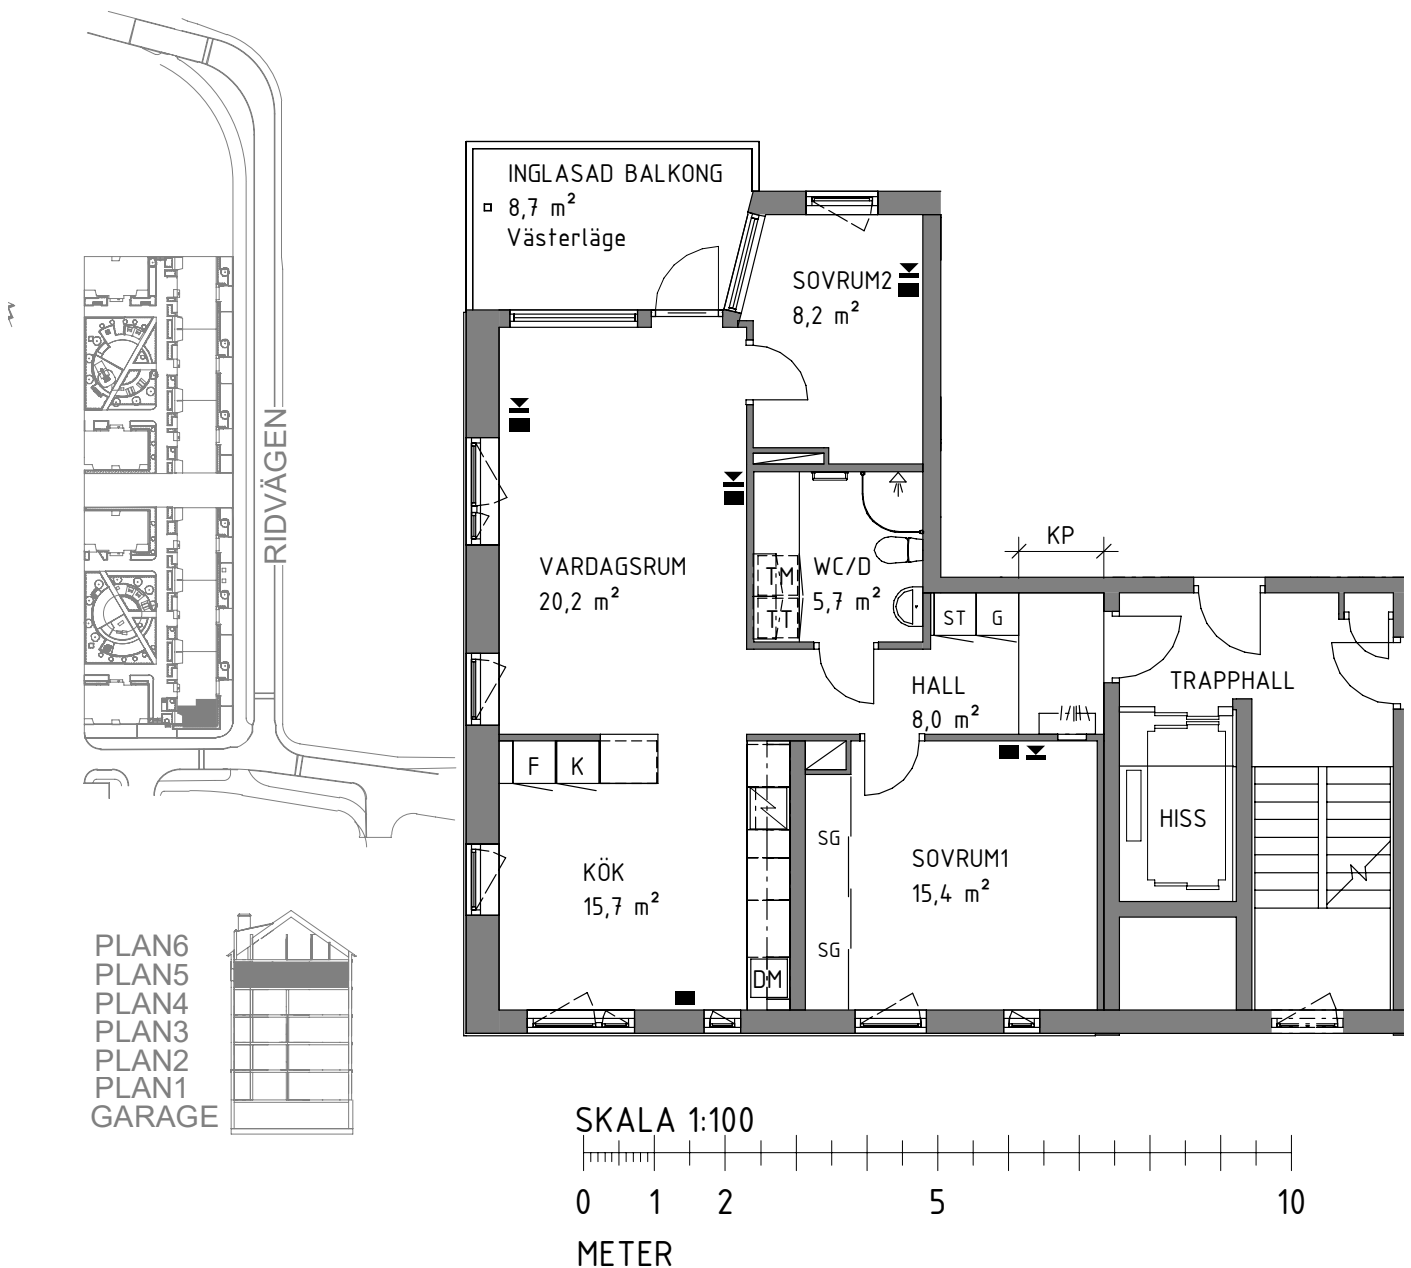 INGLASAD BALKONG
8,7 m²
Västerläge
SOVRUM2
8,2 m²
RIDVÄGEN
VARDAGSRUM
20,2 m²
TM
TT
WC/D
5,7 m²
KP
ST
G
HALL
8,0 m²
TRAPPHALL
F
K
KÖK
15,7 m²
DM
SG
SG
SOVRUM1
15,4 m²
HISS
PLAN6
PLAN5
PLAN4
PLAN3
PLAN2
PLAN1
GARAGE
SKALA 1:100
0 1 2 5 10
METER